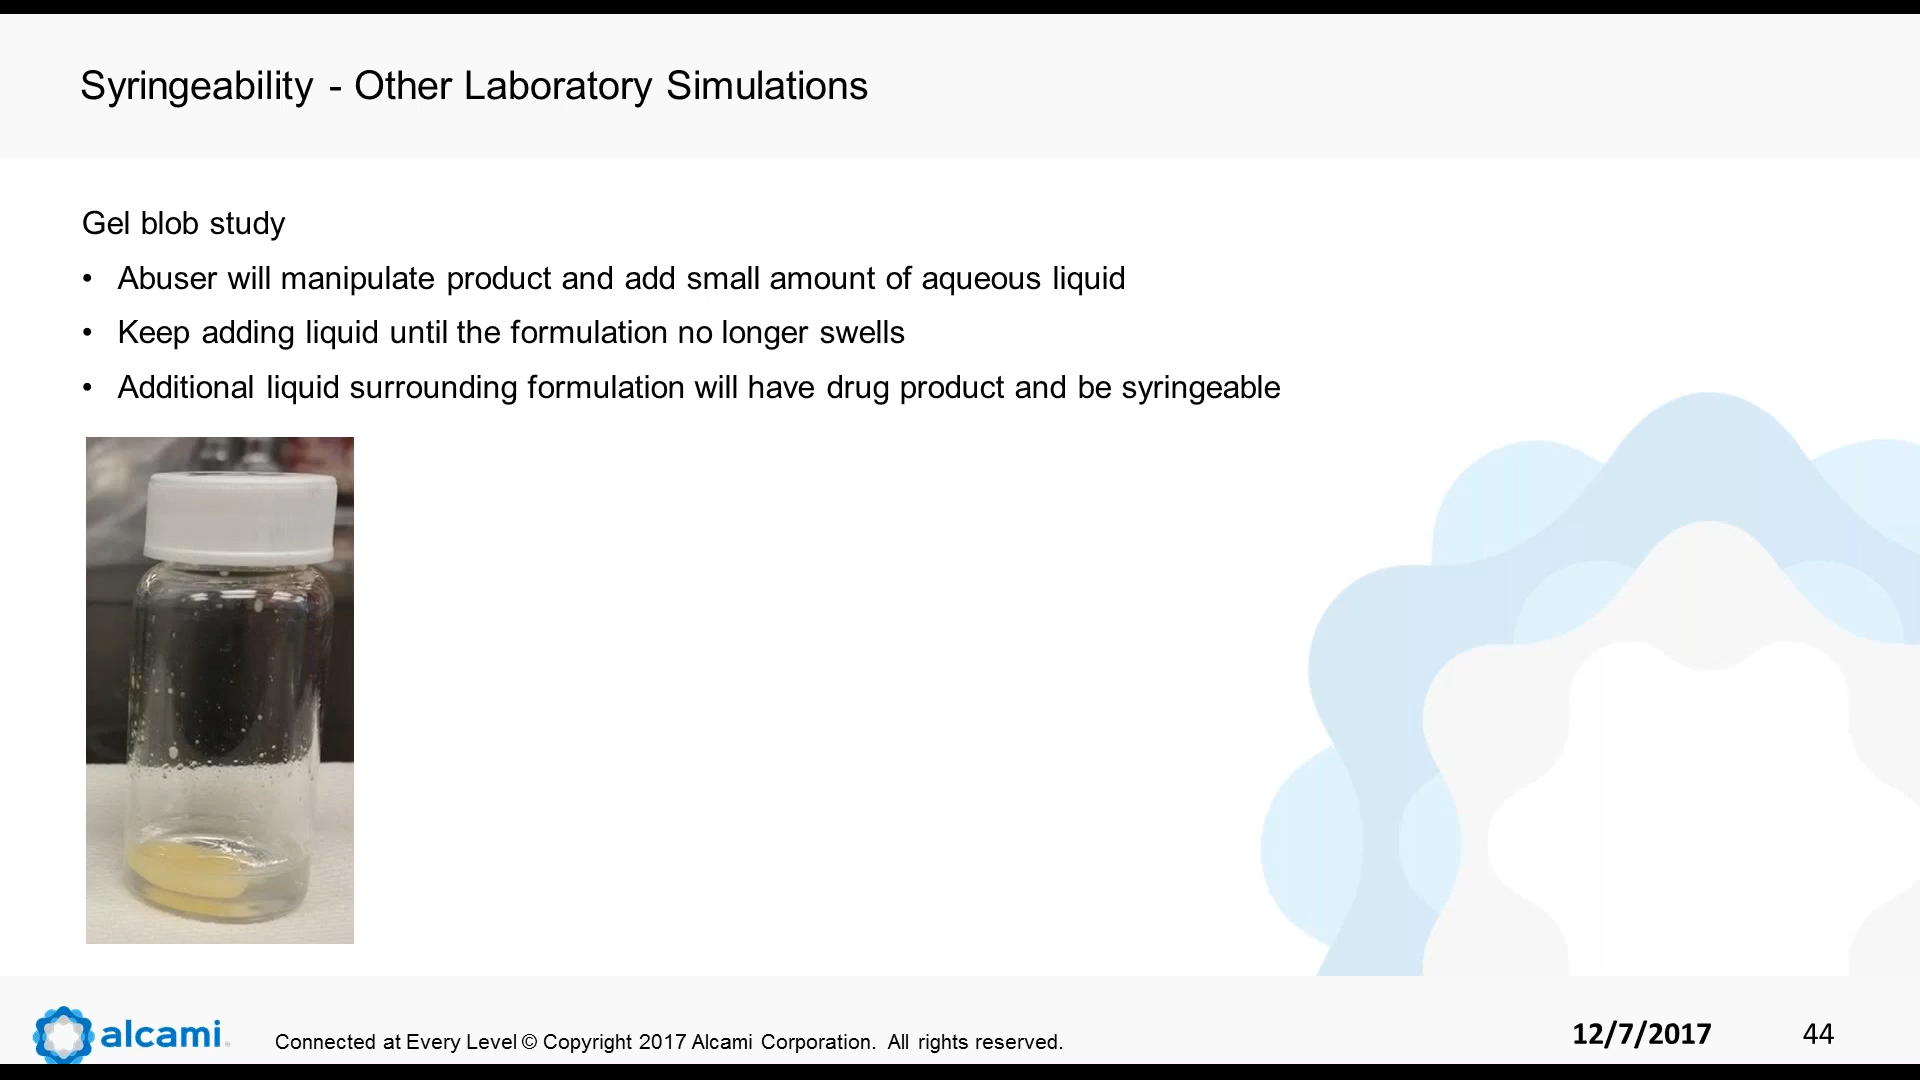 Syringeability - Other Laboratory Simulations
Gel blob study
• Abuser will manipulate product and add small amount of aqueous liquid
• Keep adding liquid until the formulation no longer swells
• Additional liquid surrounding formulation will have drug product and be syringeable
alcami
Connected at Every Level © Copyright 2017 Alcami Corporation. All rights reserved.
12/7/2017
44